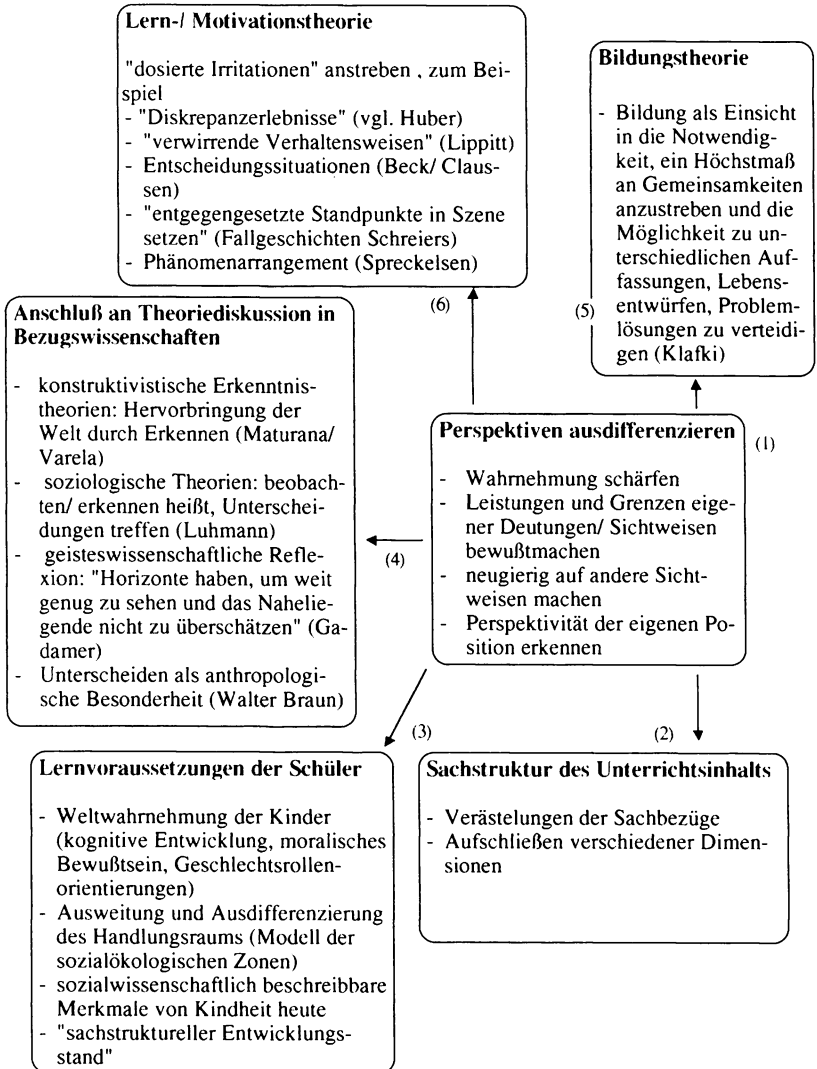 Lern-/ Motivationstheorie
"dosierte Irritationen" anstreben , zum Bei-
spiel
- "Diskrepanzerlebnisse" (vgl. Huber)
- "verwirrende Verhaltensweisen" (Lippitt)
- Entscheidungssituationen (Beck/ Claus-
sen)
- "entgegengesetzte Standpunkte in Szene
setzen" (Fallgeschichten Schreiers)
- Phänomenarrangement (Spreckelsen)
Bildungstheorie
- Bildung als Einsicht
in die Notwendig-
keit, ein Höchstmaß
an Gemeinsamkeiten
anzustreben und die
Möglichkeit zu un-
terschiedlichen Auf-
fassungen, Lebens-
entwürfen, Problem-
lösungen zu verteidi-
gen (Klafki)
(6)
(5)
Anschluß an Theoriediskussion in
Bezugswissenschaften
- konstruktivistische Erkenntnis-
theorien: Hervorbringung der
Welt durch Erkennen (Maturana/
Varela)
- soziologische Theorien: beobach-
ten/ erkennen heißt, Unterschei-
dungen treffen (Luhmann)
- geisteswissenschaftliche Refle-
xion: "Horizonte haben, um weit
genug zu sehen und das Nahelie-
gende nicht zu überschätzen" (Ga-
damer)
- Unterscheiden als anthropologi-
sche Besonderheit (Walter Braun)
(4)
Perspektiven ausdifferenzieren
(1)
- Wahrnehmung schärfen
- Leistungen und Grenzen eige-
ner Deutungen/ Sichtweisen
bewußtmachen
- neugierig auf andere Sicht-
weisen machen
- Perspektivität der eigenen Po-
sition erkennen
(3)
(2)
Lernvoraussetzungen der Schüler
- Weltwahrnehmung der Kinder
(kognitive Entwicklung, moralisches
Bewußtsein, Geschlechtsrollen-
orientierungen)
- Ausweitung und Ausdifferenzierung
des Handlungsraums (Modell der
sozialökologischen Zonen)
- sozialwissenschaftlich beschreibbare
Merkmale von Kindheit heute
- "sachstruktureller Entwicklungs-
stand"
Sachstruktur des Unterrichtsinhalts
- Verästelungen der Sachbezüge
- Aufschließen verschiedener Dimen-
sionen